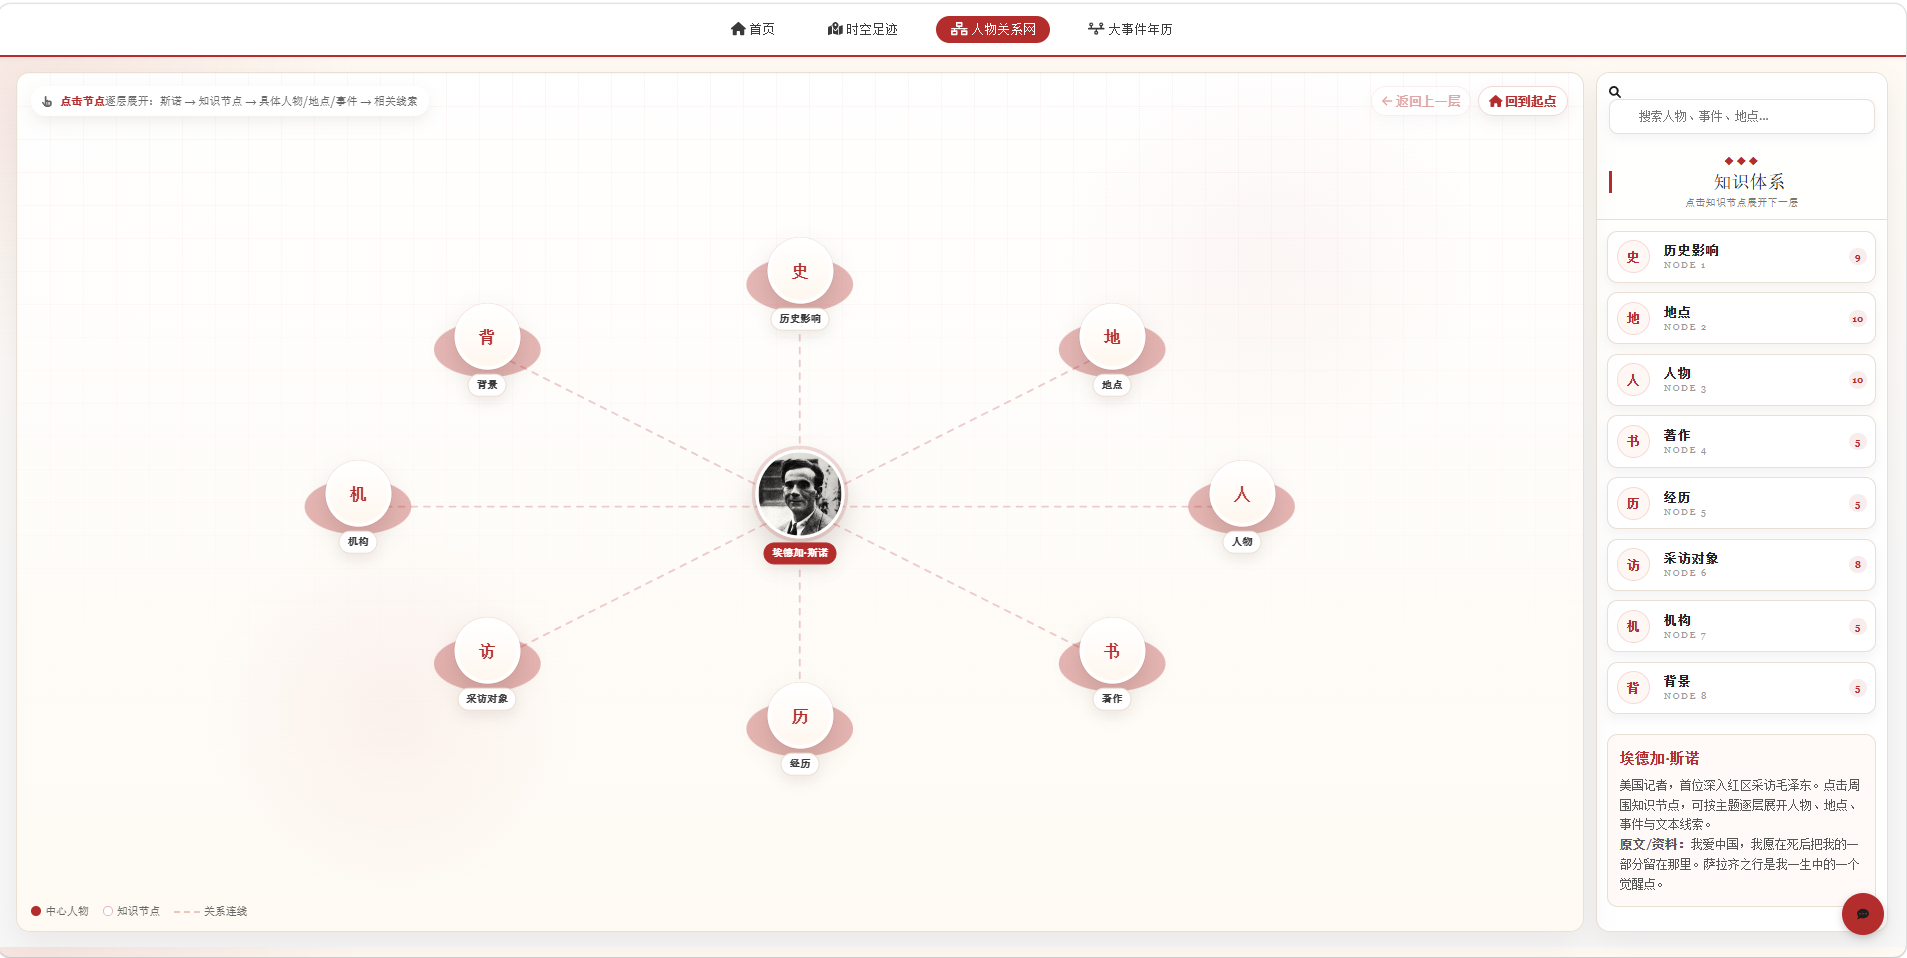 首页
时空足迹
人物关系网
大事件年历
点击节点逐层展开：斯诺 → 知识节点 → 具体人物/地点/事件 → 相关线索
← 返回上一层
回到起点
史
历史影响
背
背景
地
地点
机
机构
埃德加·斯诺
人
人物
访
采访对象
书
著作
历
经历
中心人物
知识节点
关系连线
搜索人物、事件、地点...
知识体系
点击知识节点展开下一层
史
历史影响
NODE 1
9
地
地点
NODE 2
10
人
人物
NODE 3
10
书
著作
NODE 4
5
历
经历
NODE 5
5
访
采访对象
NODE 6
8
机
机构
NODE 7
5
背
背景
NODE 8
5
埃德加·斯诺
美国记者，首位深入红区采访毛泽东。点击周
围知识节点，可按主题逐层展开人物、地点、
事件与文本线索。
原文/资料：我爱中国，我愿在死后把我的一
部分留在那里。萨拉齐之行是我一生中的一个
觉醒点。